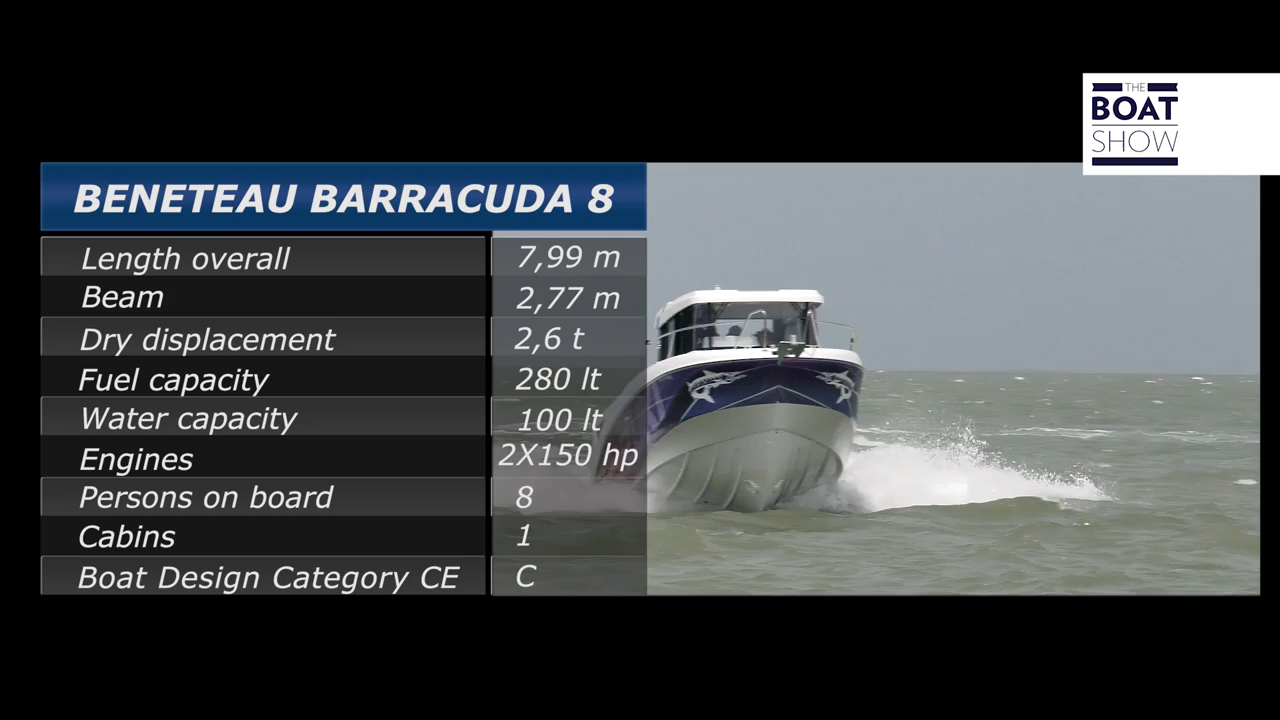 THE
BOAT
SHOW
BENETEAU BARRACUDA 8
Length overall 7,99 m
Beam 2,77 m
Dry displacement 2,6 t
Fuel capacity 280 lt
Water capacity 100 lt
Engines 2X150 hp
Persons on board 8
Cabins 1
Boat Design Category CE C